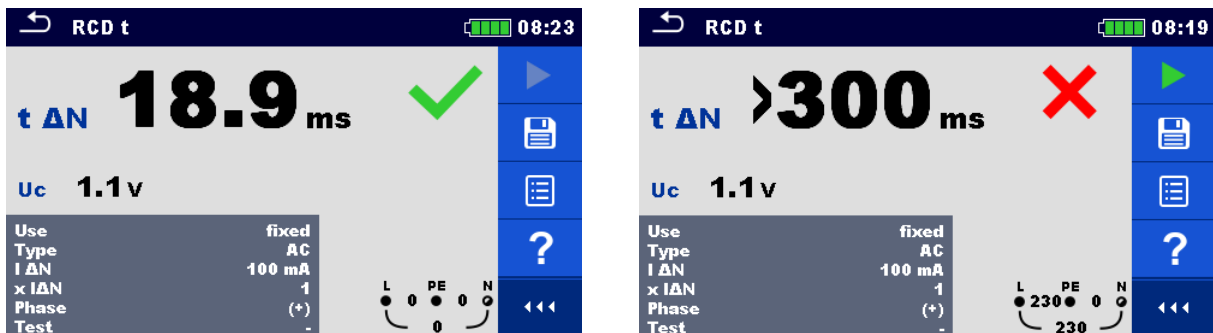 RCD t 08:23
t ΔN 18.9 ms
Uc 1.1 V
Use fixed
Type AC
I ΔN 100 mA
x IΔN 1
Phase (+)
Test -
L PE N
0 0
0
?
RCD t 08:19
t ΔN >300 ms
Uc 1.1 V
Use fixed
Type AC
I ΔN 100 mA
x IΔN 1
Phase (+)
Test -
L PE N
230 0
230
?